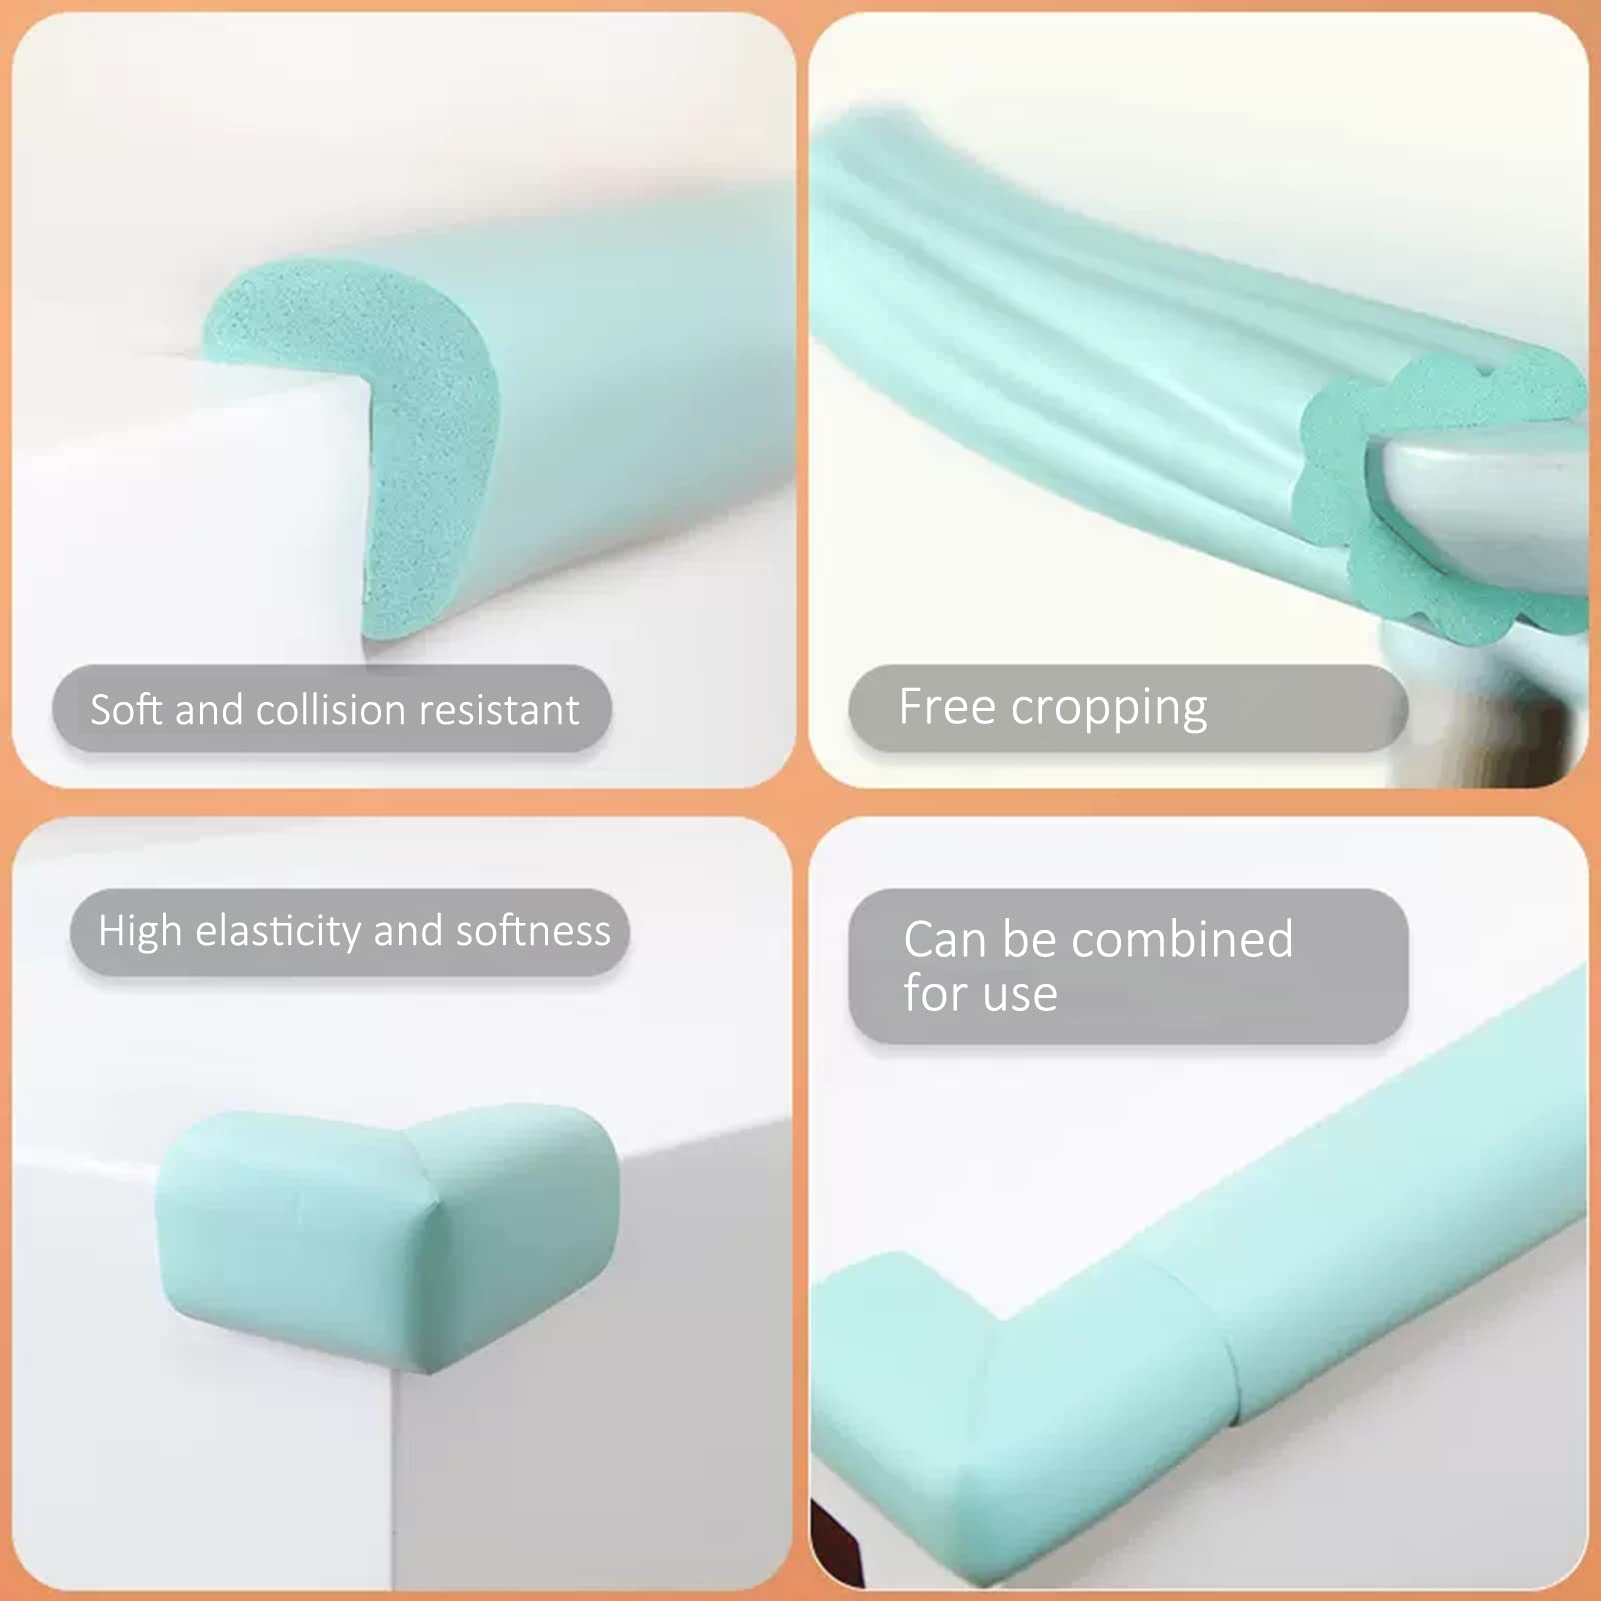 Soft and collision resistant
Free cropping
High elasticity and softness
Can be combined
for use